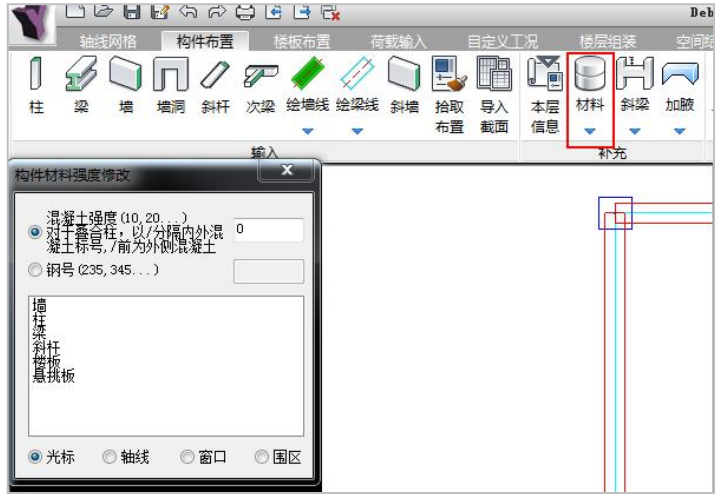 Deb
轴线网格 构件布置 楼板布置 荷载输入 自定义工况 楼层组装 空间结
柱 梁 墙 墙洞 斜杆 次梁 绘墙线 绘梁线 斜墙 拾取 导入 本层 材料 斜梁 加腋
布置 截面 信息
输入 补充
构件材料强度修改 X
混凝土强度(10,20...)
对于叠合柱，以/分隔内外混 0
凝土标号,/前为外侧混凝土
钢号(235,345...)
墙
柱
梁
斜杆
楼板
悬挑板
光标 轴线 窗口 围区